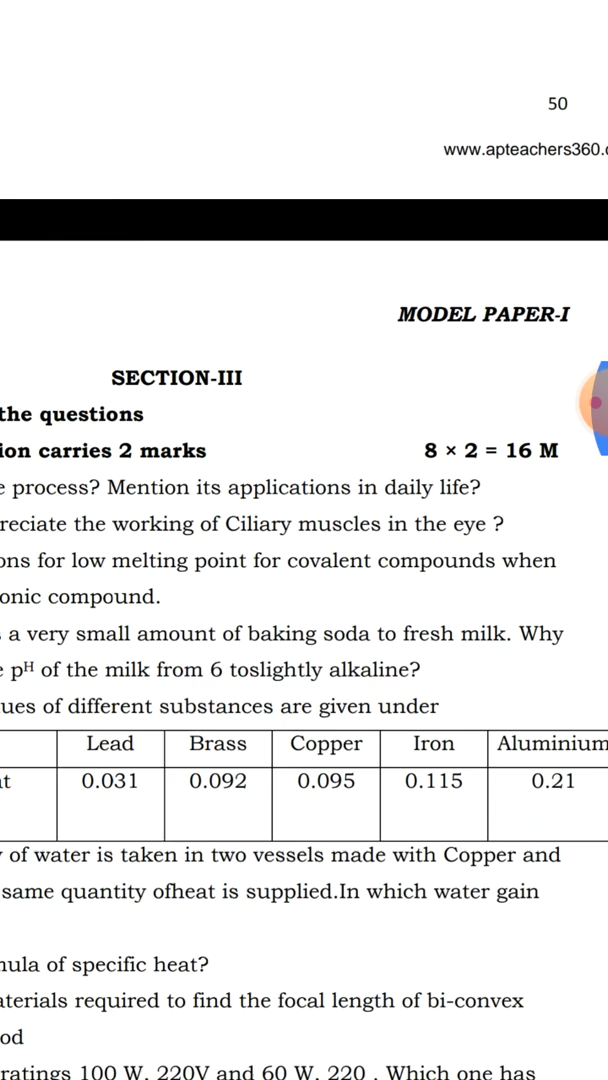 50
www.apteachers360.
MODEL PAPER-I
SECTION-III
the questions
ion carries 2 marks 8 × 2 = 16 M
e process? Mention its applications in daily life?
reciate the working of Ciliary muscles in the eye ?
ons for low melting point for covalent compounds when
onic compound.
a very small amount of baking soda to fresh milk. Why
e pH of the milk from 6 toslightly alkaline?
ues of different substances are given under
Lead Brass Copper Iron Aluminium
at 0.031 0.092 0.095 0.115 0.21
y of water is taken in two vessels made with Copper and
same quantity ofheat is supplied.In which water gain
mula of specific heat?
aterials required to find the focal length of bi-convex
od
ratings 100 W, 220V and 60 W, 220 . Which one has